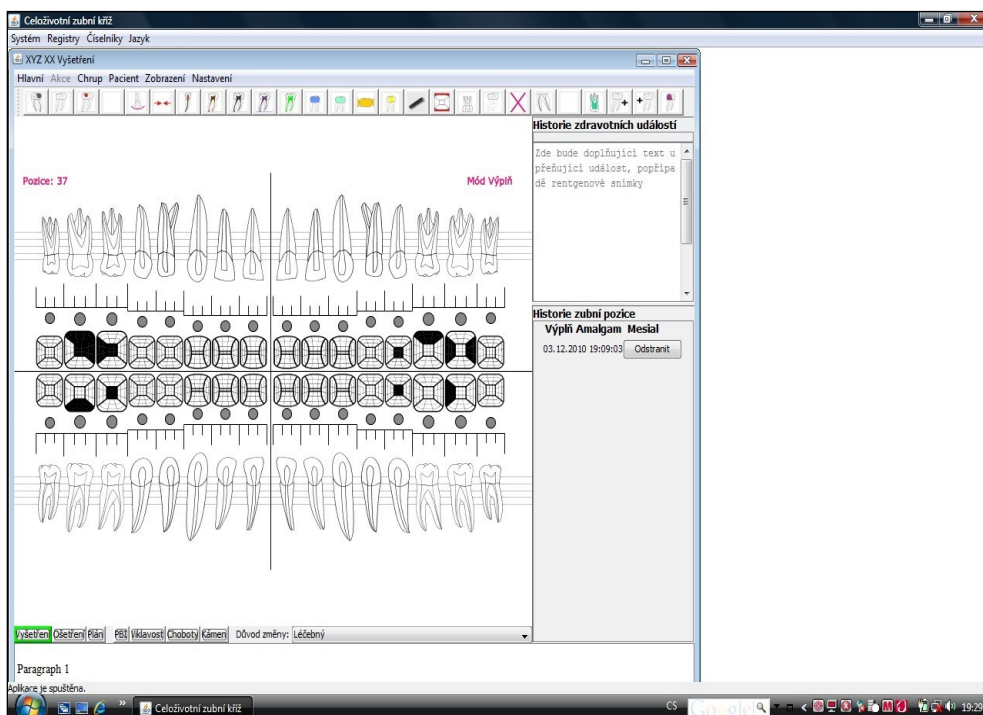 Celoživotní zubní kříž
Systém Registry Číselníky Jazyk
XYZ XX Vyšetření
Hlavní Akce Chrup Pacient Zobrazení Nastavení
Historie zdravotních událostí
Zde bude doplňující text u
přeňující událost, popřípa
dě rentgenové snímky
Pozice: 37
Mód Výplň
Historie zubní pozice
Výplň Amalgam Mesial
03.12.2010 19:09:03 Odstranit
Vyšetření Ošetření Plán PBI Viklavost Choboty Kámen Důvod změny: Léčebný
Paragraph 1
Aplikace je spuštěna.
Celoživotní zubní kříž
CS
Google
19:29